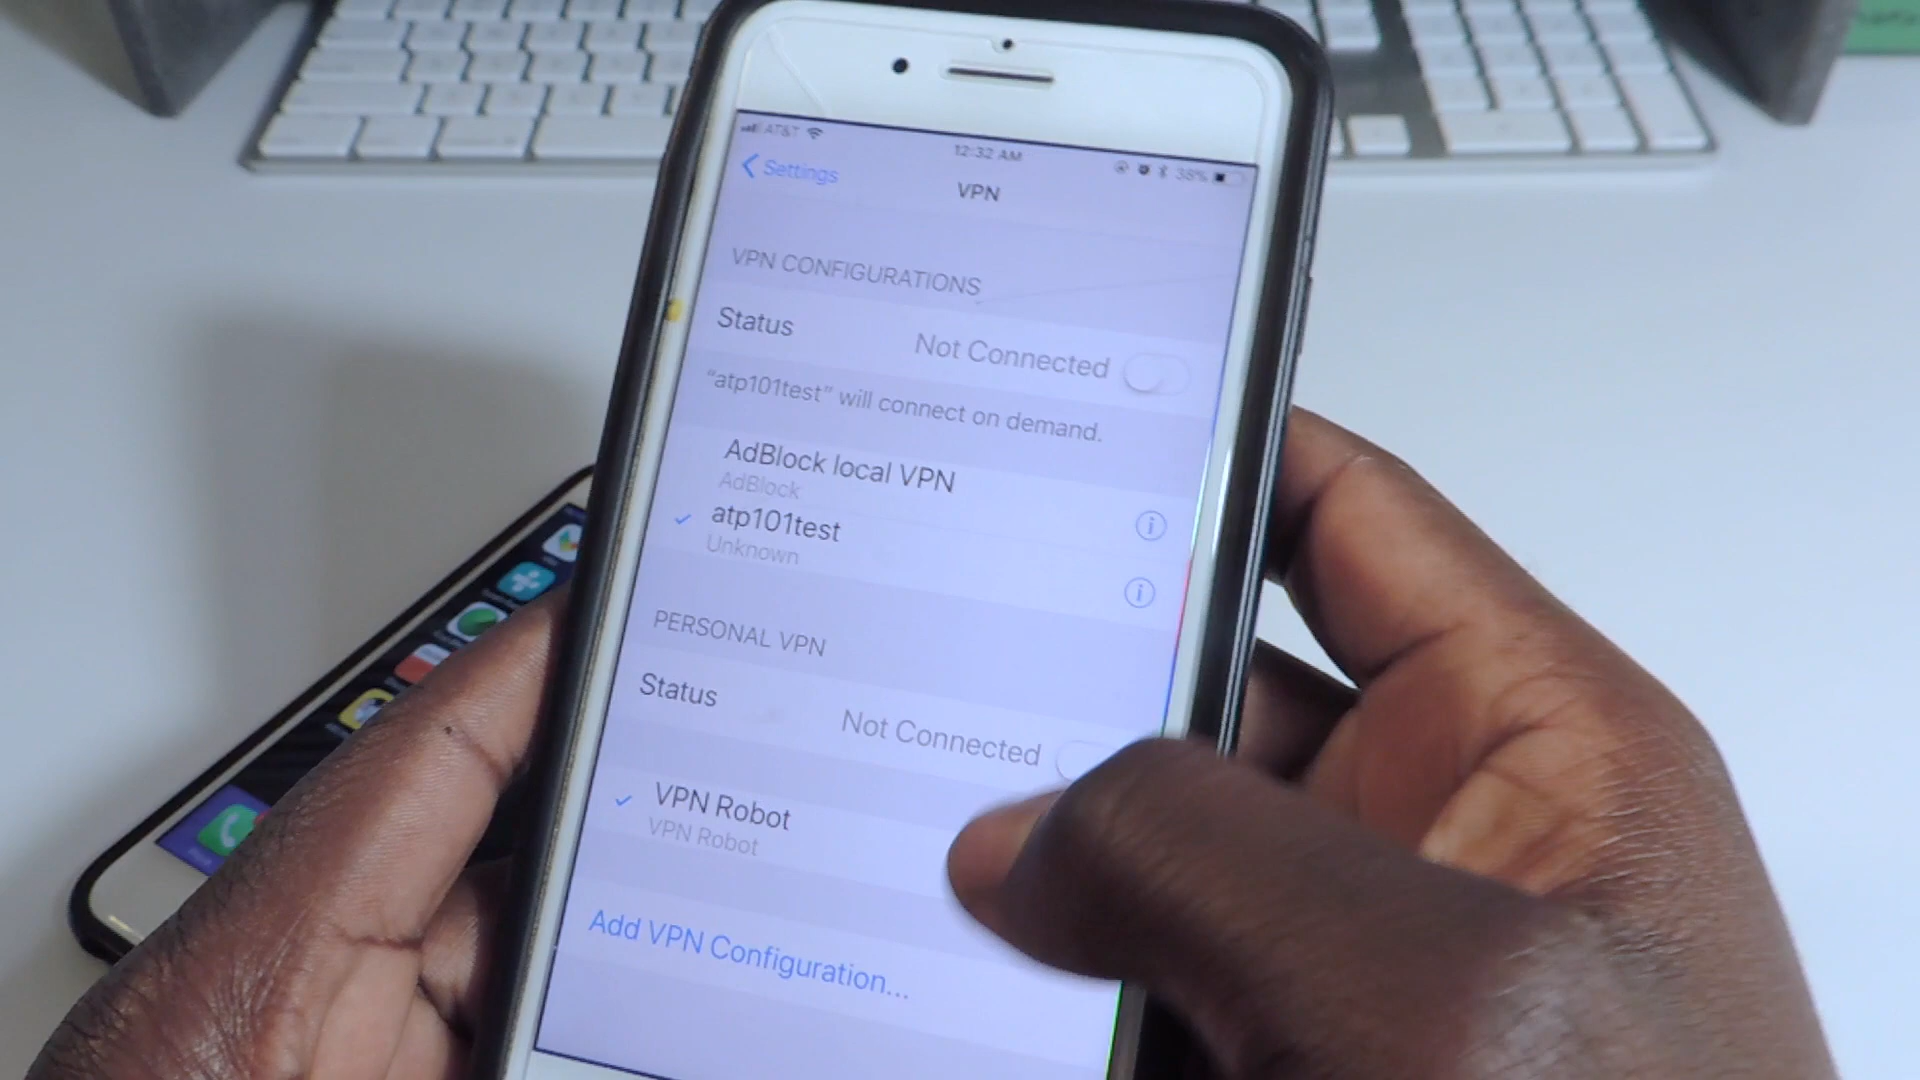 AT&T
12:32 AM
38%
Settings
VPN
VPN CONFIGURATIONS
Status
Not Connected
“atp101test” will connect on demand.
AdBlock local VPN
AdBlock
atp101test
Unknown
PERSONAL VPN
Status
Not Connected
VPN Robot
VPN Robot
Add VPN Configuration...